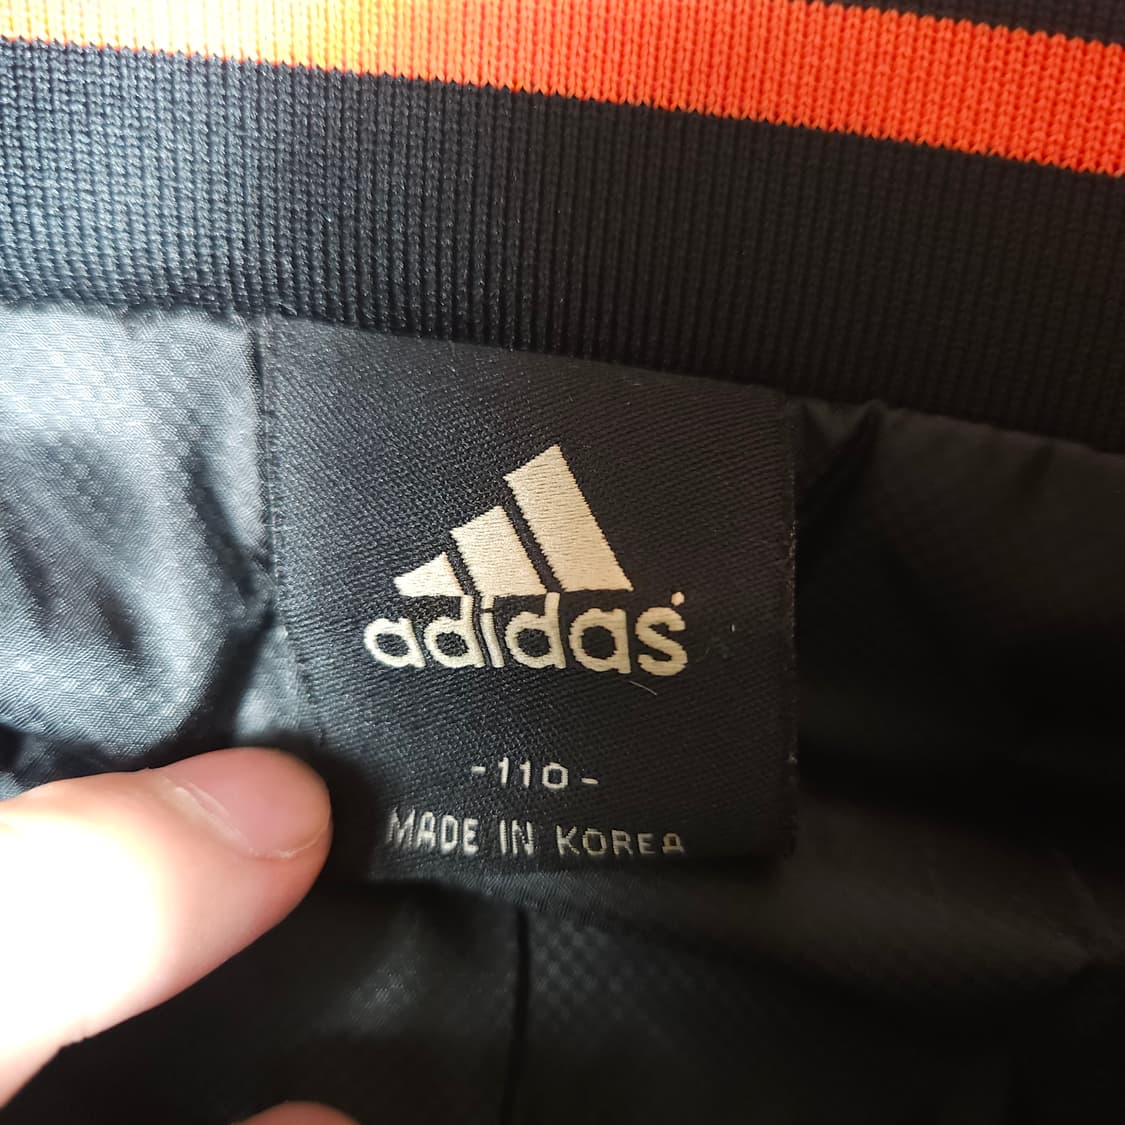 adidas
-110-
MADE IN KOREA